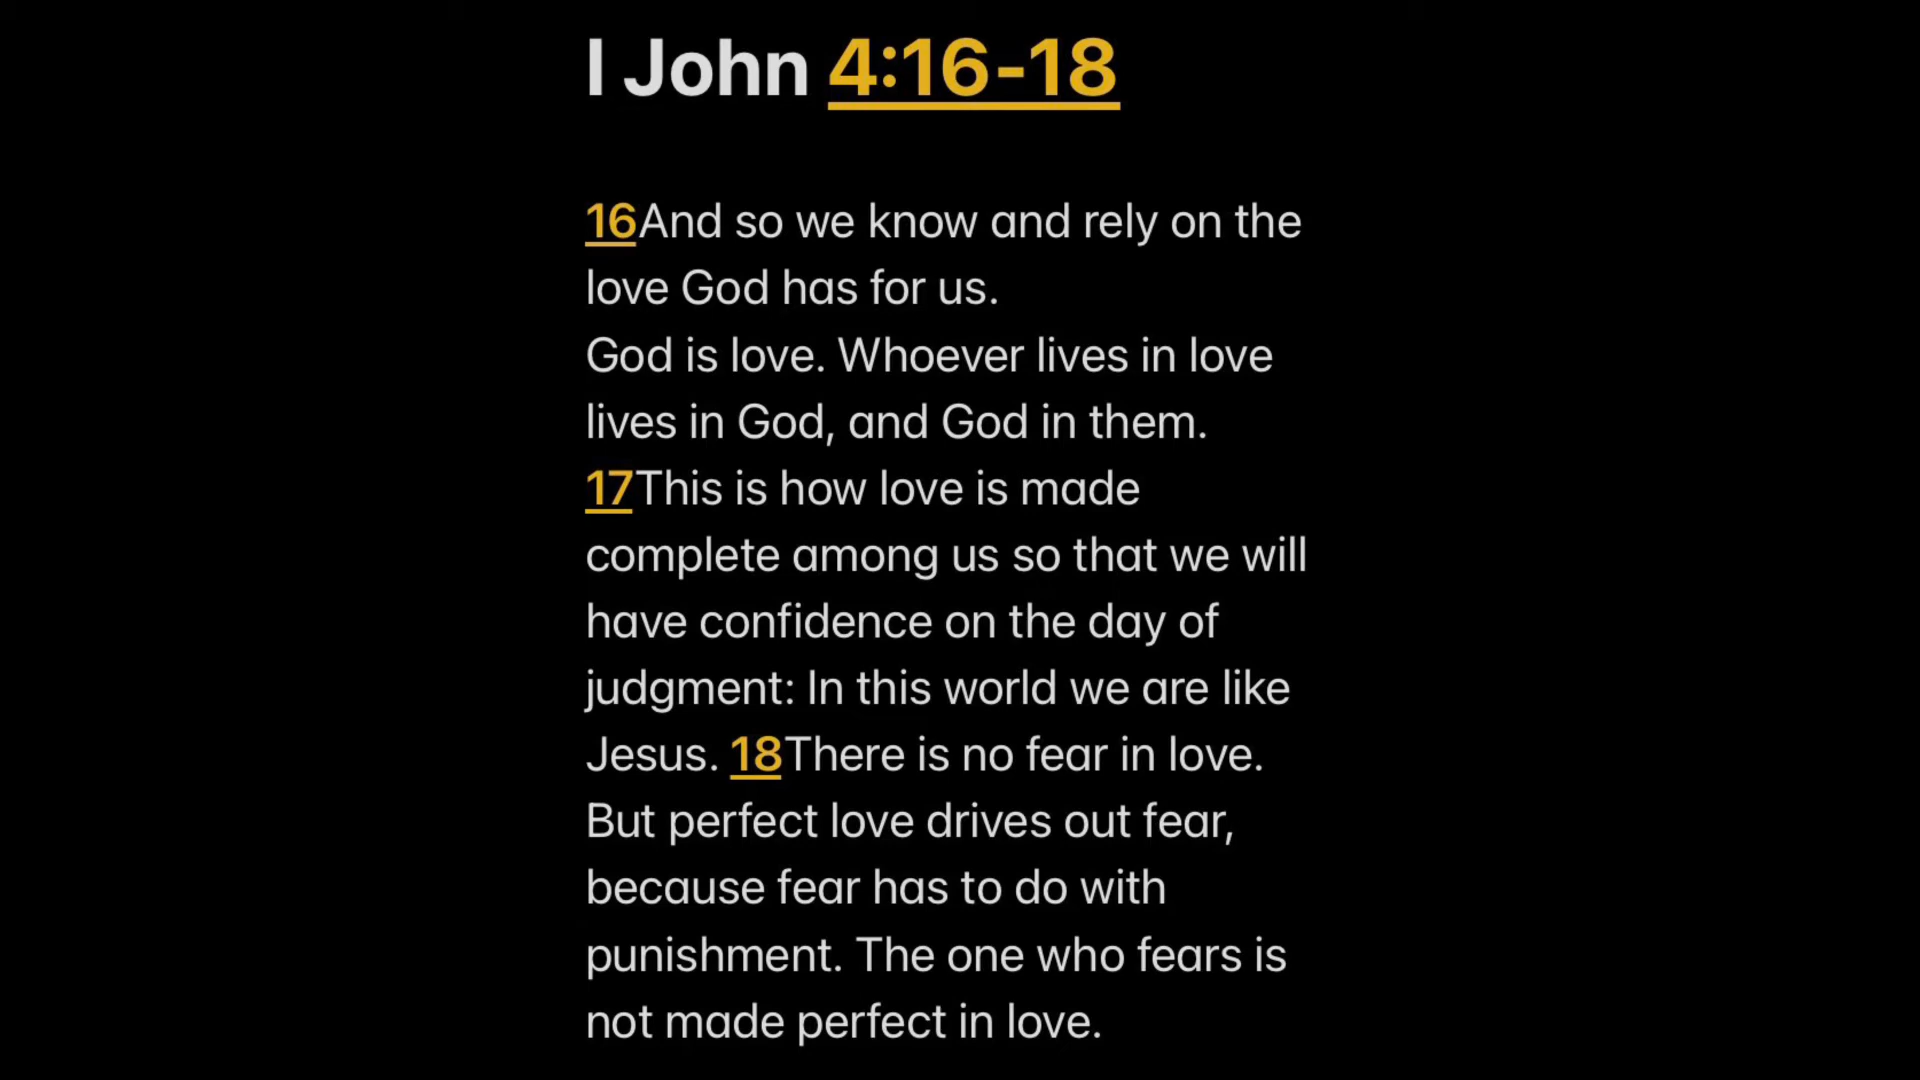 I John 4:16-18
16And so we know and rely on the
love God has for us.
God is love. Whoever lives in love
lives in God, and God in them.
17This is how love is made
complete among us so that we will
have confidence on the day of
judgment: In this world we are like
Jesus. 18There is no fear in love.
But perfect love drives out fear,
because fear has to do with
punishment. The one who fears is
not made perfect in love.